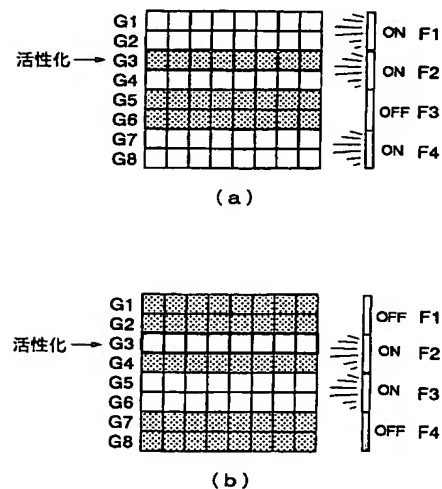 G1
G2 ON F1
活性化 G3
G4 ON F2
G5
G6 OFF F3
G7
G8 ON F4
(a)
G1
G2 OFF F1
活性化 G3
G4 ON F2
G5
G6 ON F3
G7
G8 OFF F4
(b)